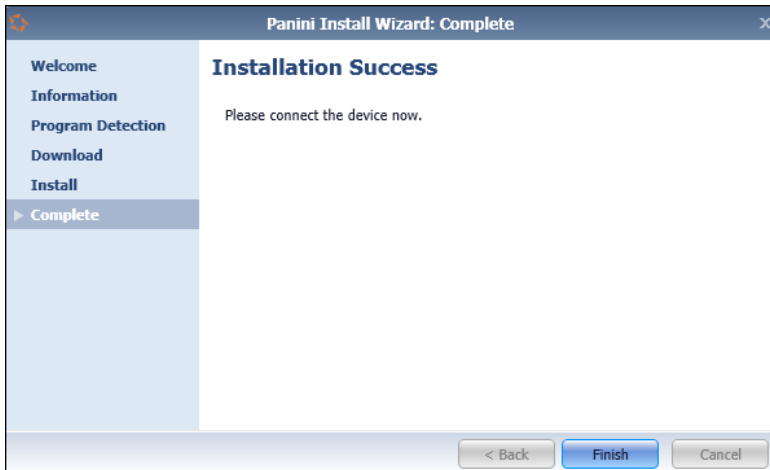 Panini Install Wizard: Complete
x
Welcome
Information
Program Detection
Download
Install
Complete
Installation Success
Please connect the device now.
< Back
Finish
Cancel